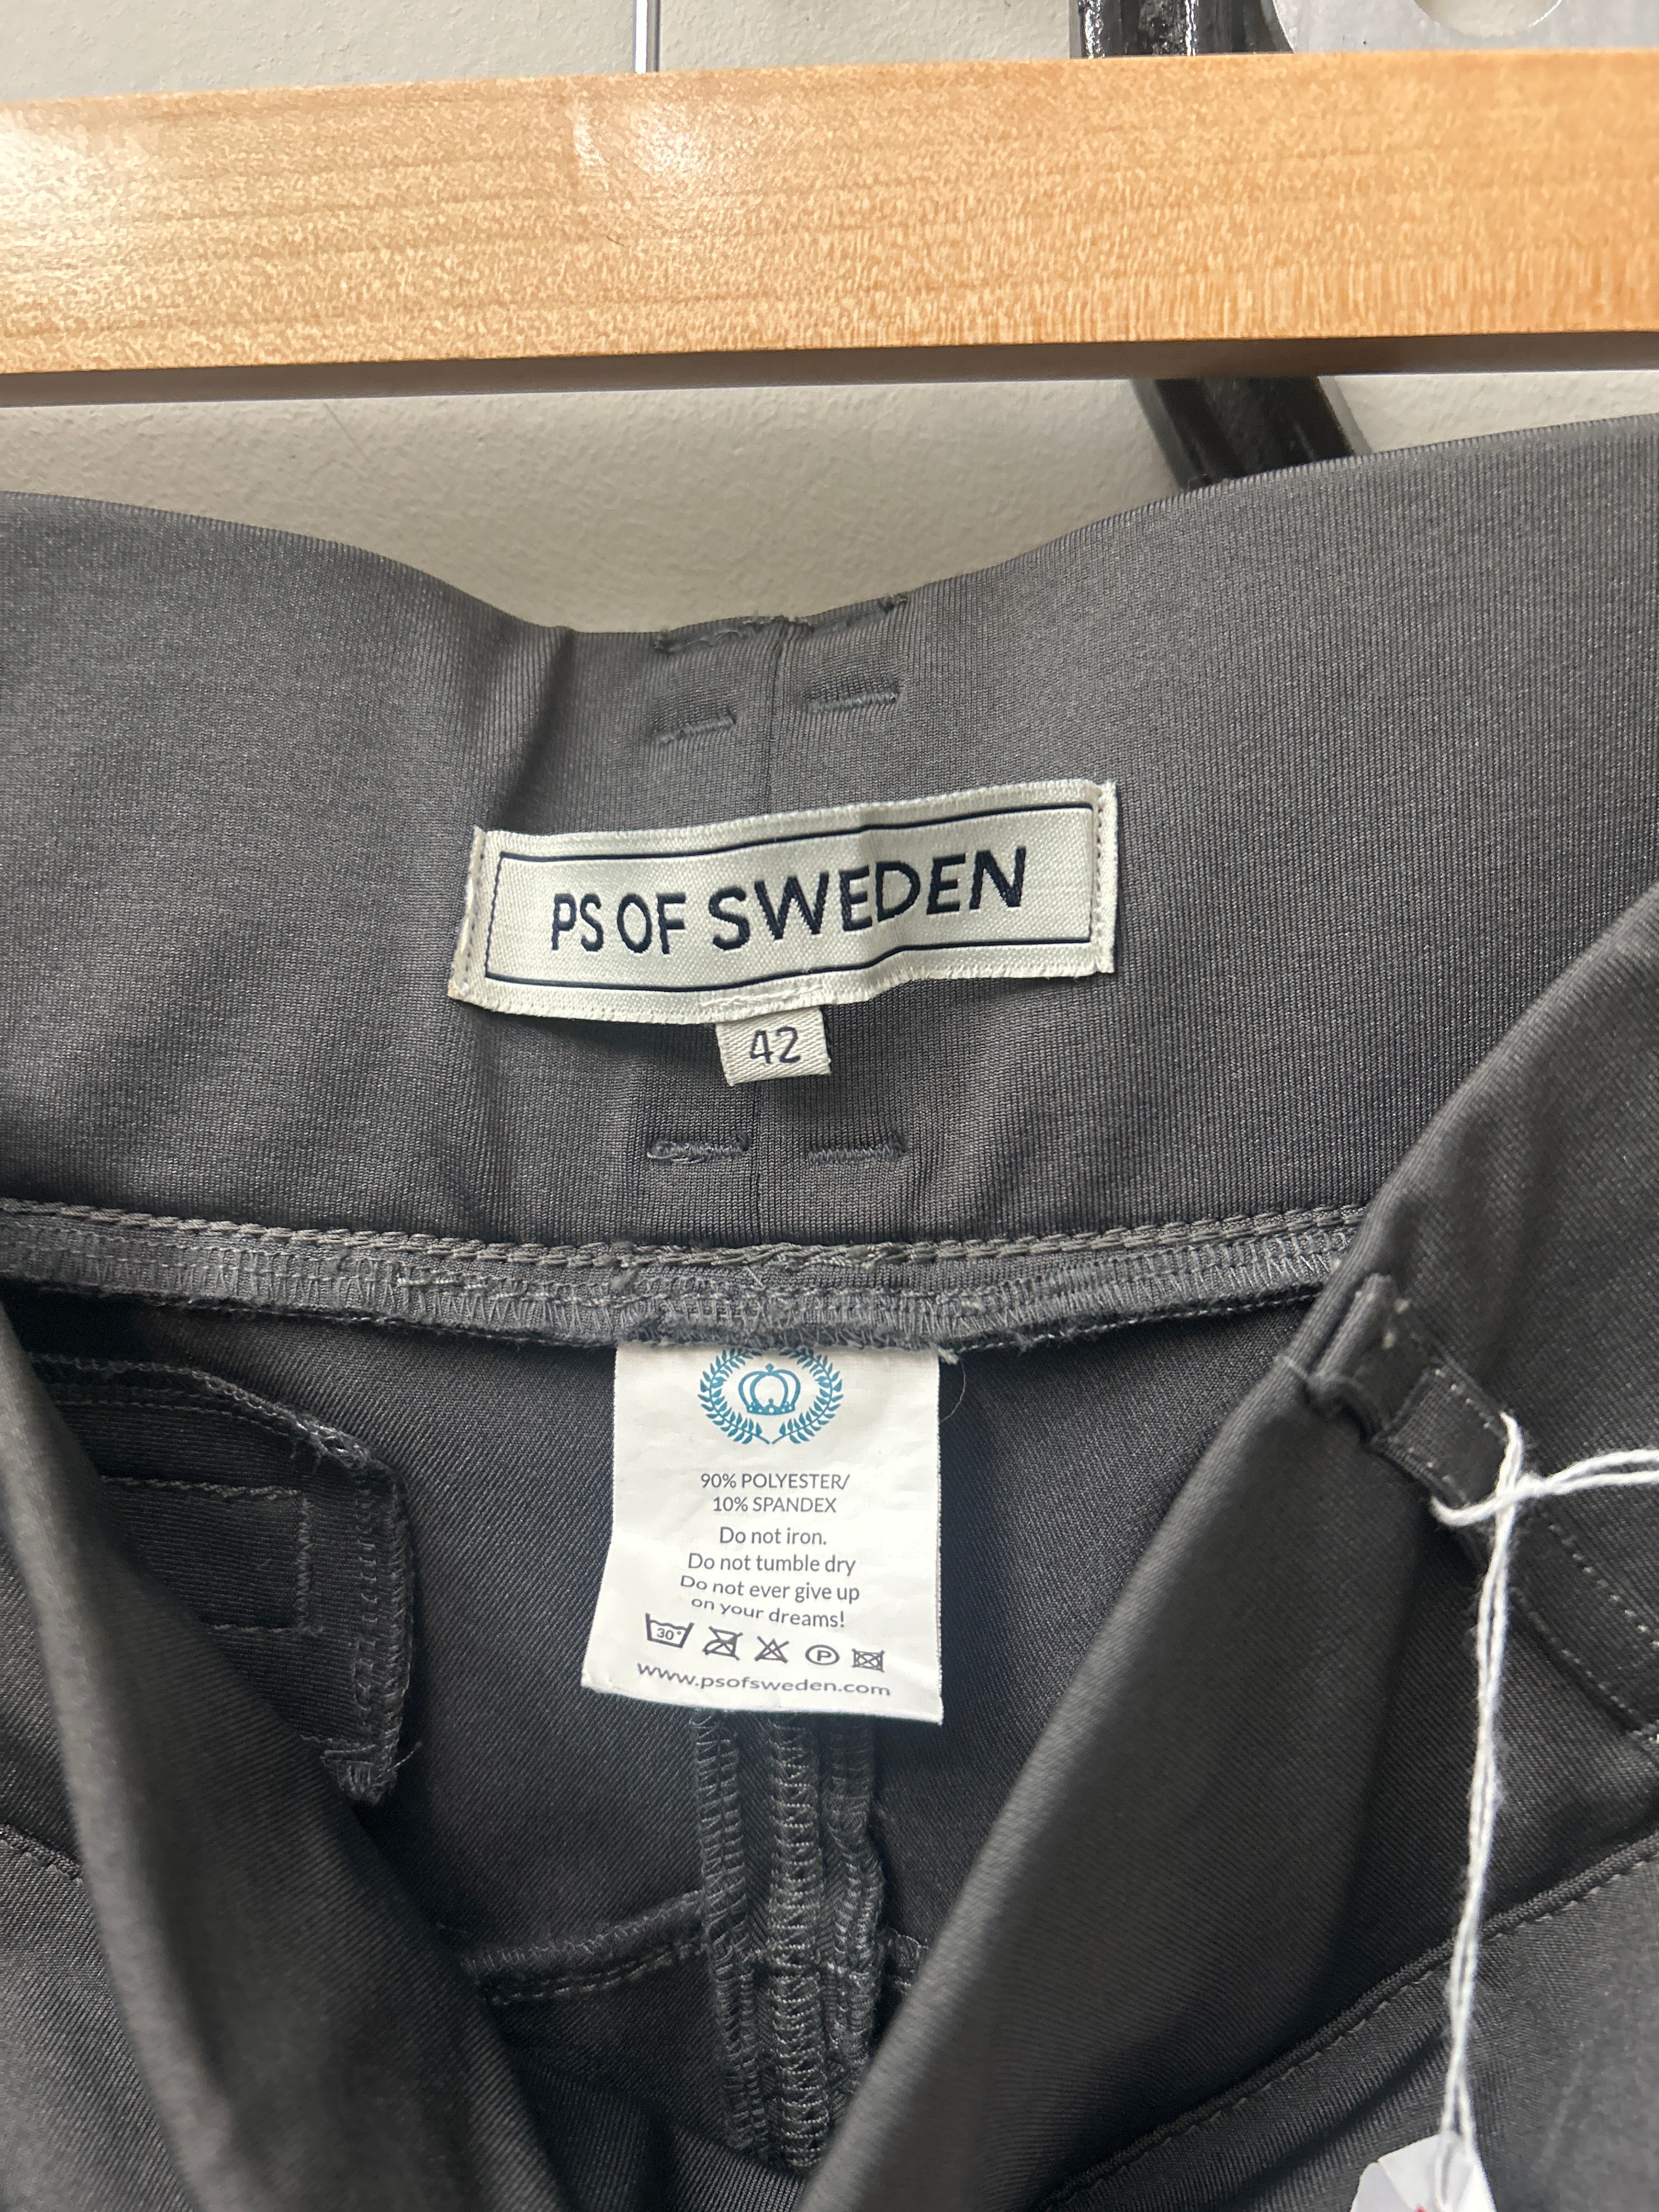 PS OF SWEDEN
42
90% POLYESTER/
10% SPANDEX
Do not iron.
Do not tumble dry
Do not ever give up
on your dreams!
30° P
www.psofsweden.com